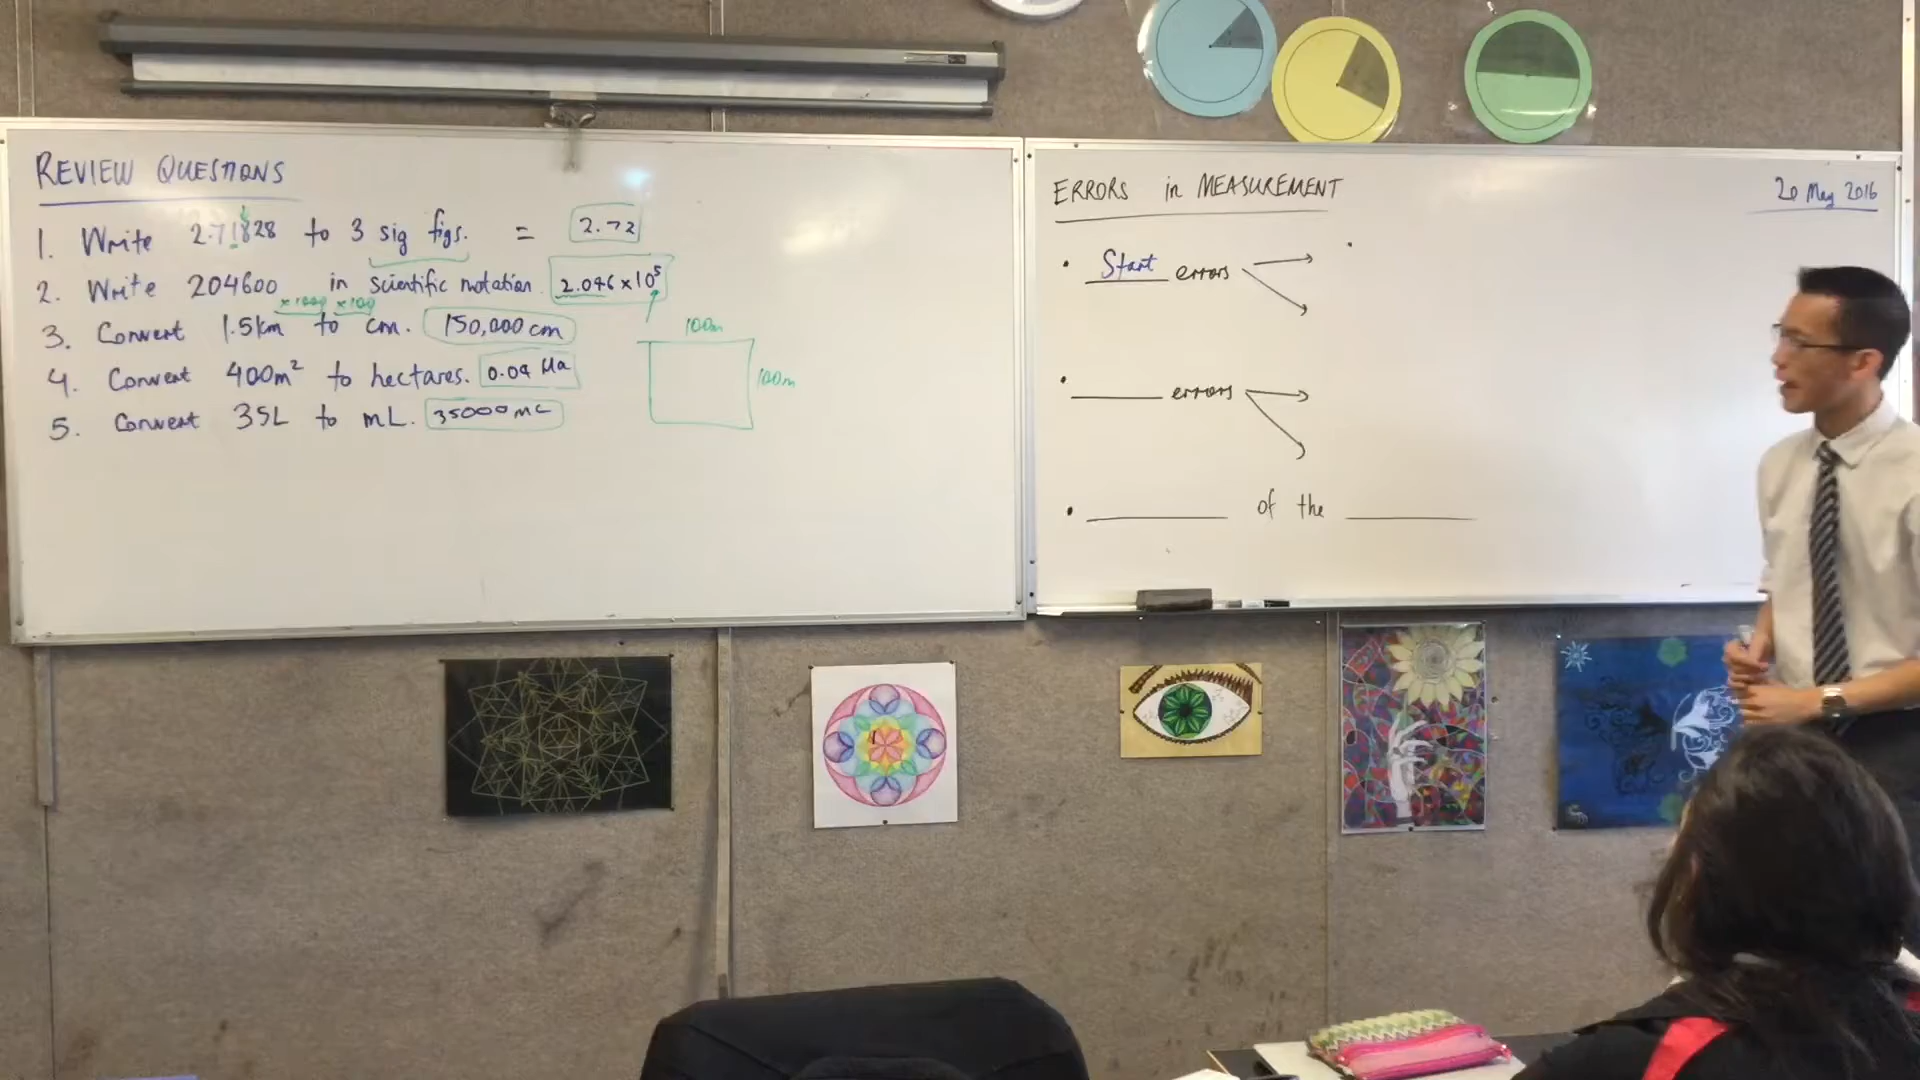 REVIEW QUESTIONS
1. Write 2.71828 to 3 sig figs. = 2.72
2. Write 204600 in scientific notation. 2.046 × 10⁵
×1000 ×100
3. Convert 1.5km to cm. 150,000 cm
4. Convert 400m² to hectares. 0.04 Ha
5. Convert 35L to mL. 35000 mL
100m
100m
ERRORS in MEASUREMENT
20 May 2016
• Start errors
• errors
• of the